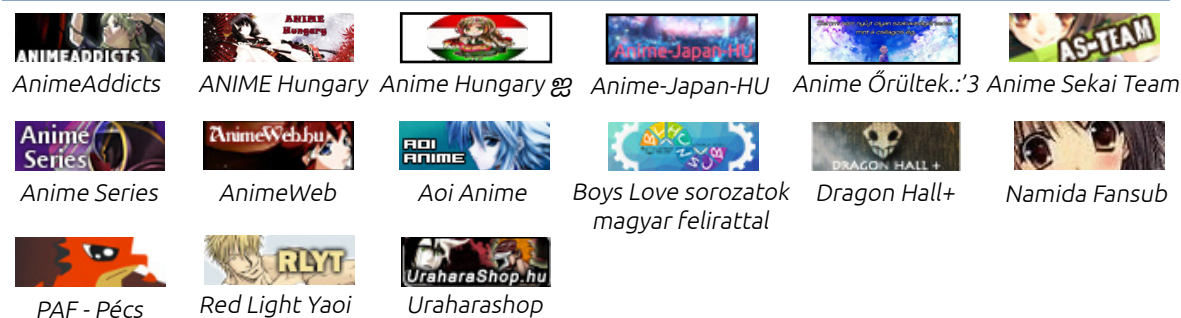 ANIMEADDICTS
ANIME
Hungary
Anime-Japan-HU
AS-TEAM
AnimeAddicts
ANIME Hungary
Anime Hungary ஐ
Anime-Japan-HU
Anime Őrültek.:’3
Anime Sekai Team
Anime
Series
AnimeWeb.hu
AOI
ANIME
DRAGON HALL +
Anime Series
AnimeWeb
Aoi Anime
Boys Love sorozatok
magyar felirattal
Dragon Hall+
Namida Fansub
RLYT
UraharaShop.hu
PAF - Pécs
Red Light Yaoi
Uraharashop